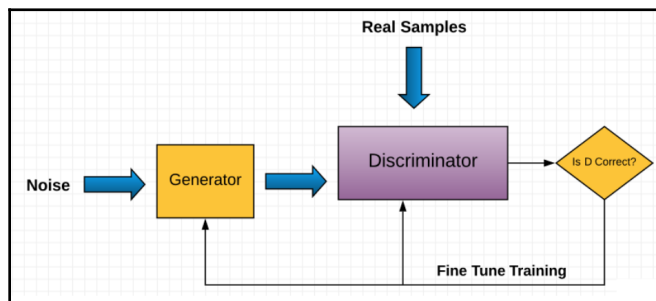 Real Samples
Noise
Generator
Discriminator
Is D Correct?
Fine Tune Training